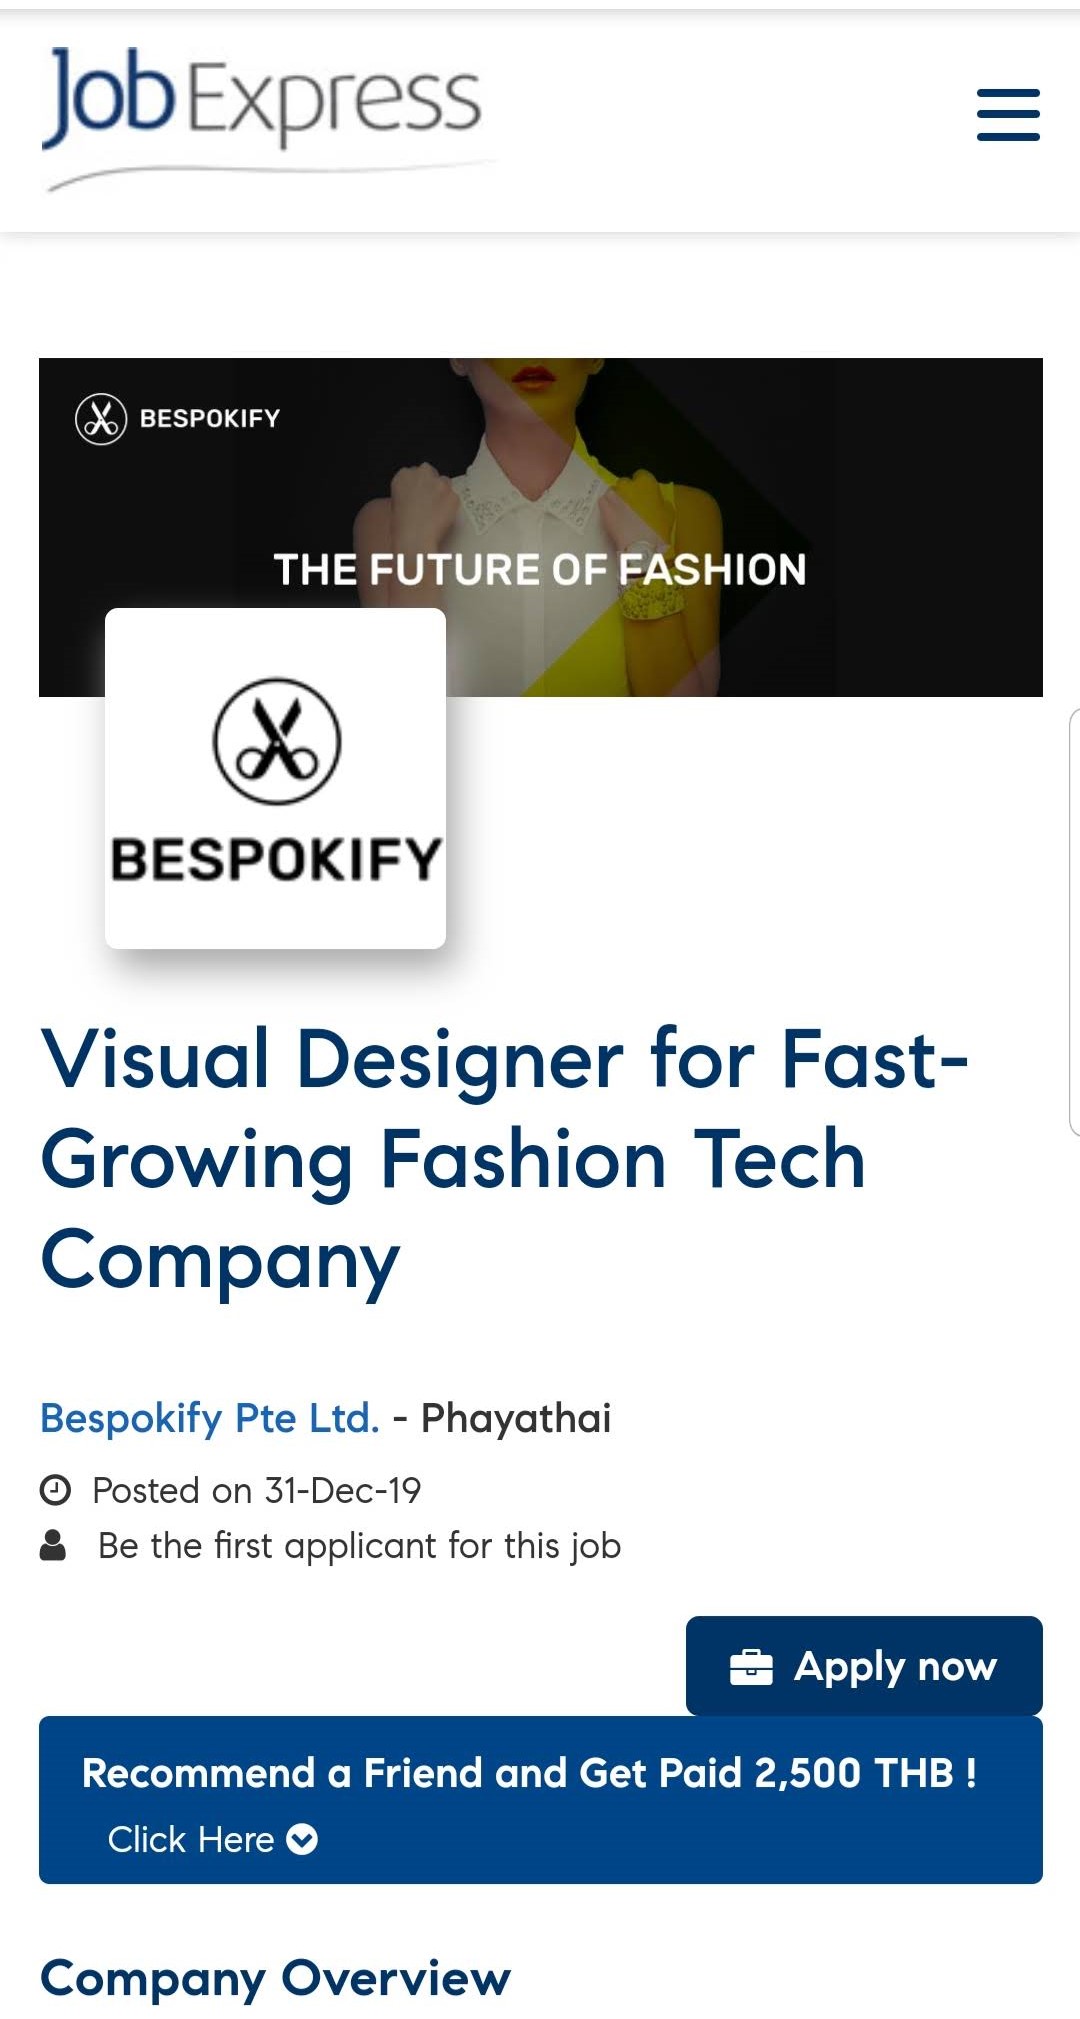 Job Express
BESPOKIFY
THE FUTURE OF FASHION
BESPOKIFY
Visual Designer for Fast-
Growing Fashion Tech
Company
Bespokify Pte Ltd. - Phayathai
Posted on 31-Dec-19
Be the first applicant for this job
Apply now
Recommend a Friend and Get Paid 2,500 THB !
Click Here
Company Overview